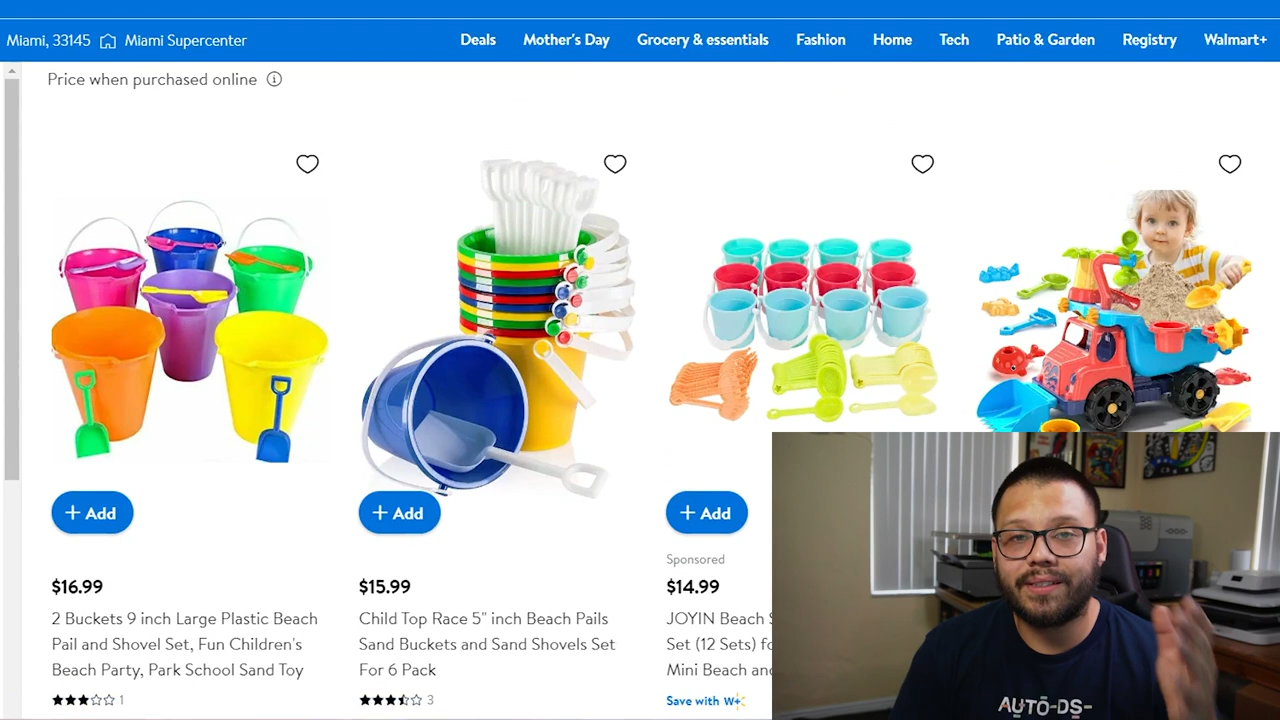 Miami, 33145 Miami Supercenter
Deals Mother's Day Grocery & essentials Fashion Home Tech Patio & Garden Registry Walmart+
Price when purchased online
+ Add
$16.99
2 Buckets 9 inch Large Plastic Beach
Pail and Shovel Set, Fun Children's
Beach Party, Park School Sand Toy
1
+ Add
$15.99
Child Top Race 5" inch Beach Pails
Sand Buckets and Sand Shovels Set
For 6 Pack
3
+ Add
Sponsored
$14.99
JOYIN Beach
Set (12 Sets)
Mini Beach
Save with W+
AUTO-DS-